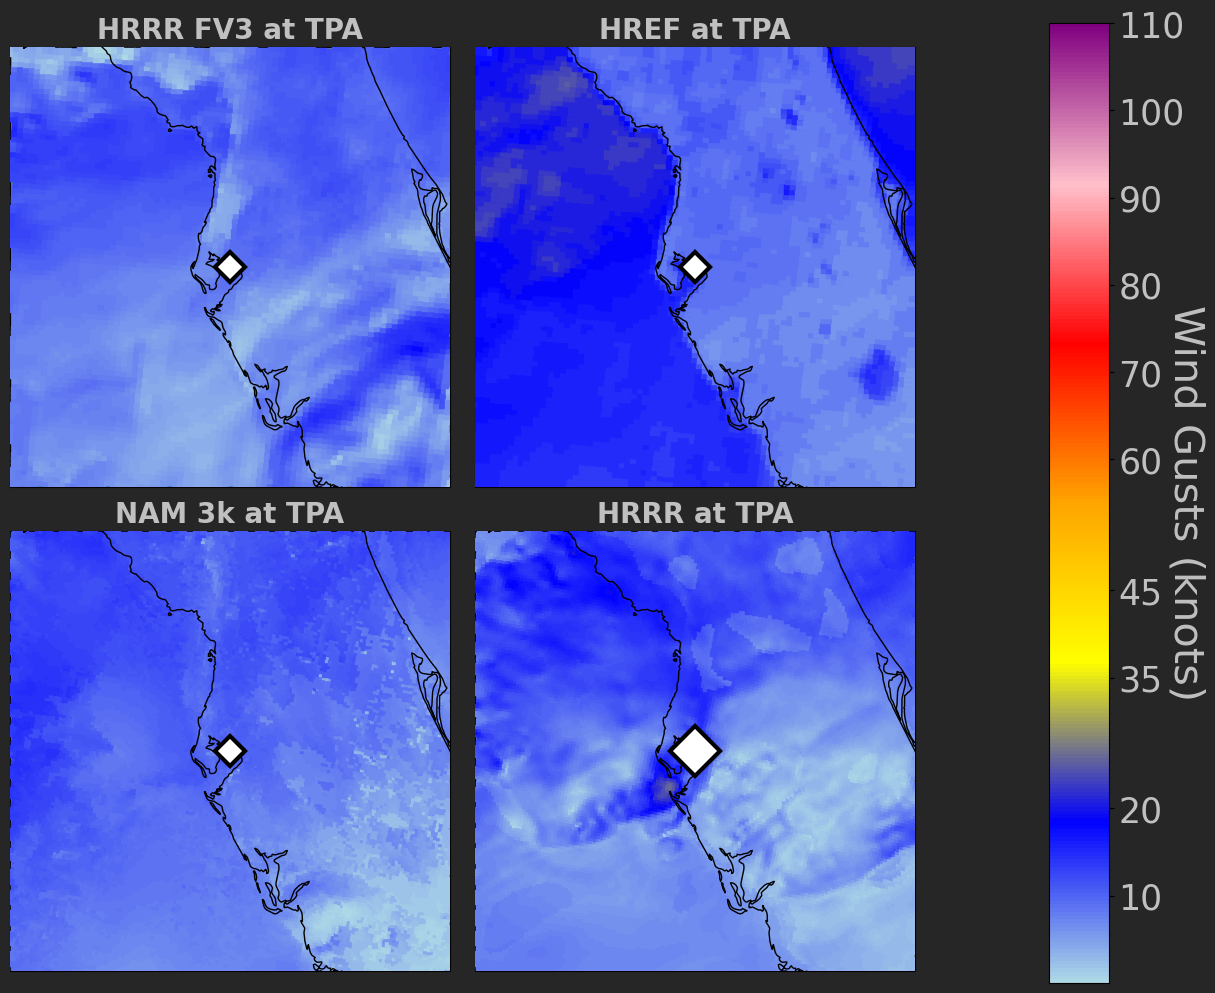 HRRR FV3 at TPA
HREF at TPA
NAM 3k at TPA
HRRR at TPA
110
100
90
80
70
60
45
35
20
10
Wind Gusts (knots)